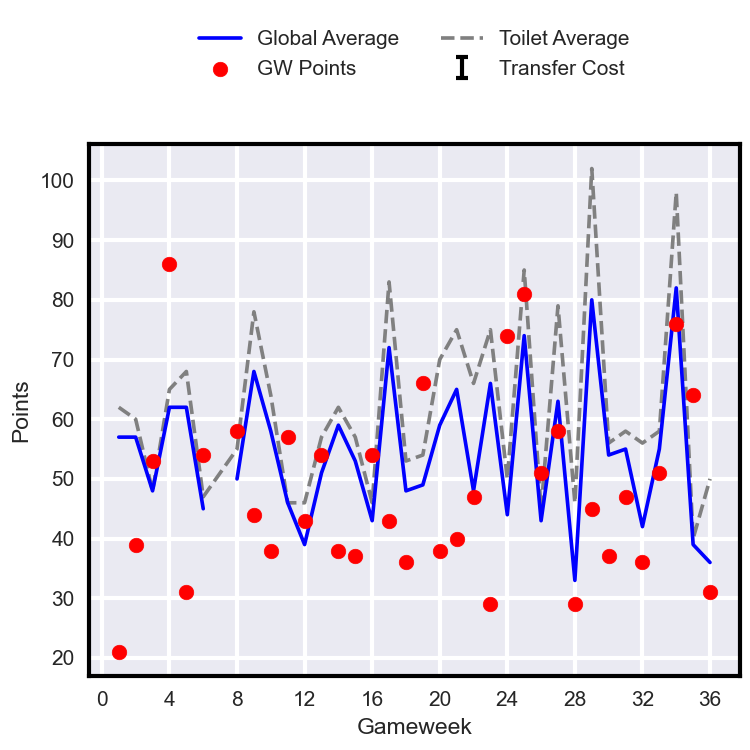 Global Average
Toilet Average
GW Points
Transfer Cost
100
90
80
70
60
50
40
30
20
Points
0 4 8 12 16 20 24 28 32 36
Gameweek